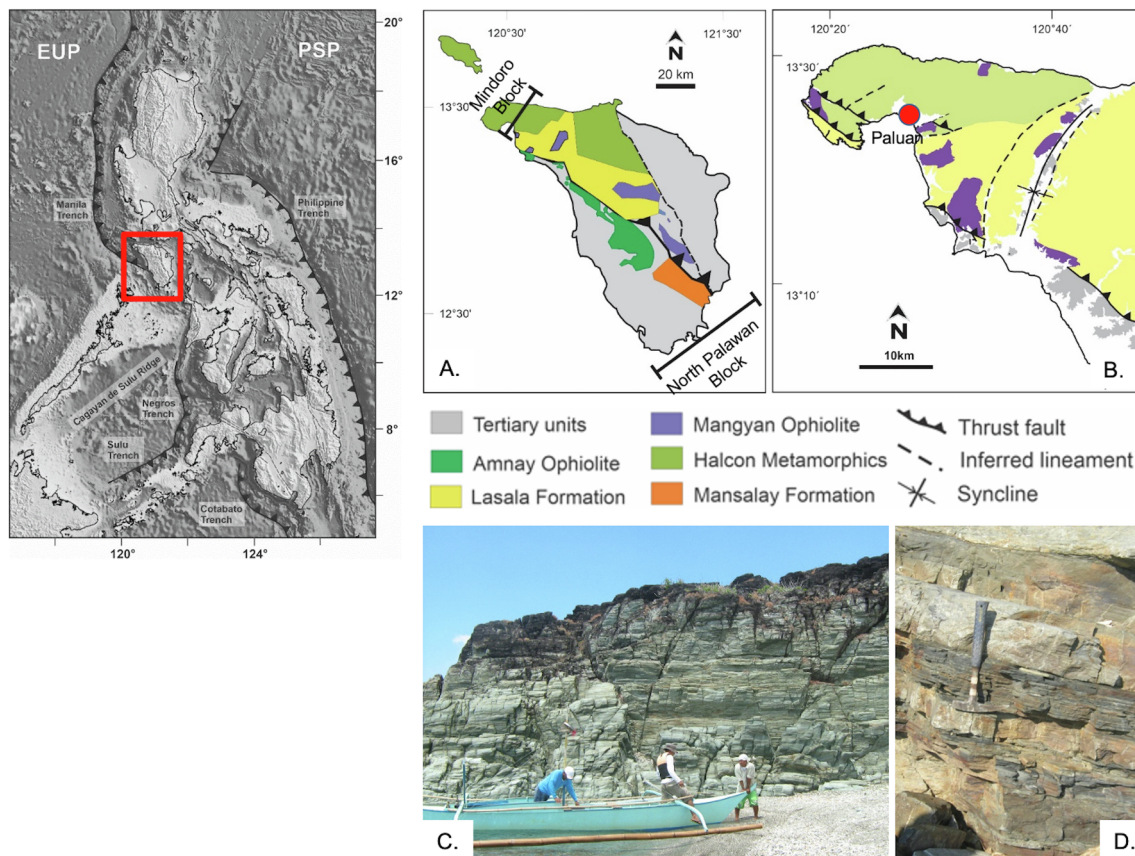 EUP
PSP
20°
16°
12°
8°
120°
124°
Manila
Trench
Philippine
Trench
Cagayan de Sulu Ridge
Negros
Trench
Sulu
Trench
Cotabato
Trench
120°30'
121°30'
13°30'
12°30'
N
20 km
Mindoro
Block
North Palawan
Block
A.
120°20'
120°40'
13°30'
13°10'
Paluan
N
10km
B.
Tertiary units
Amnay Ophiolite
Lasala Formation
Mangyan Ophiolite
Halcon Metamorphics
Mansalay Formation
Thrust fault
Inferred lineament
Syncline
C.
D.